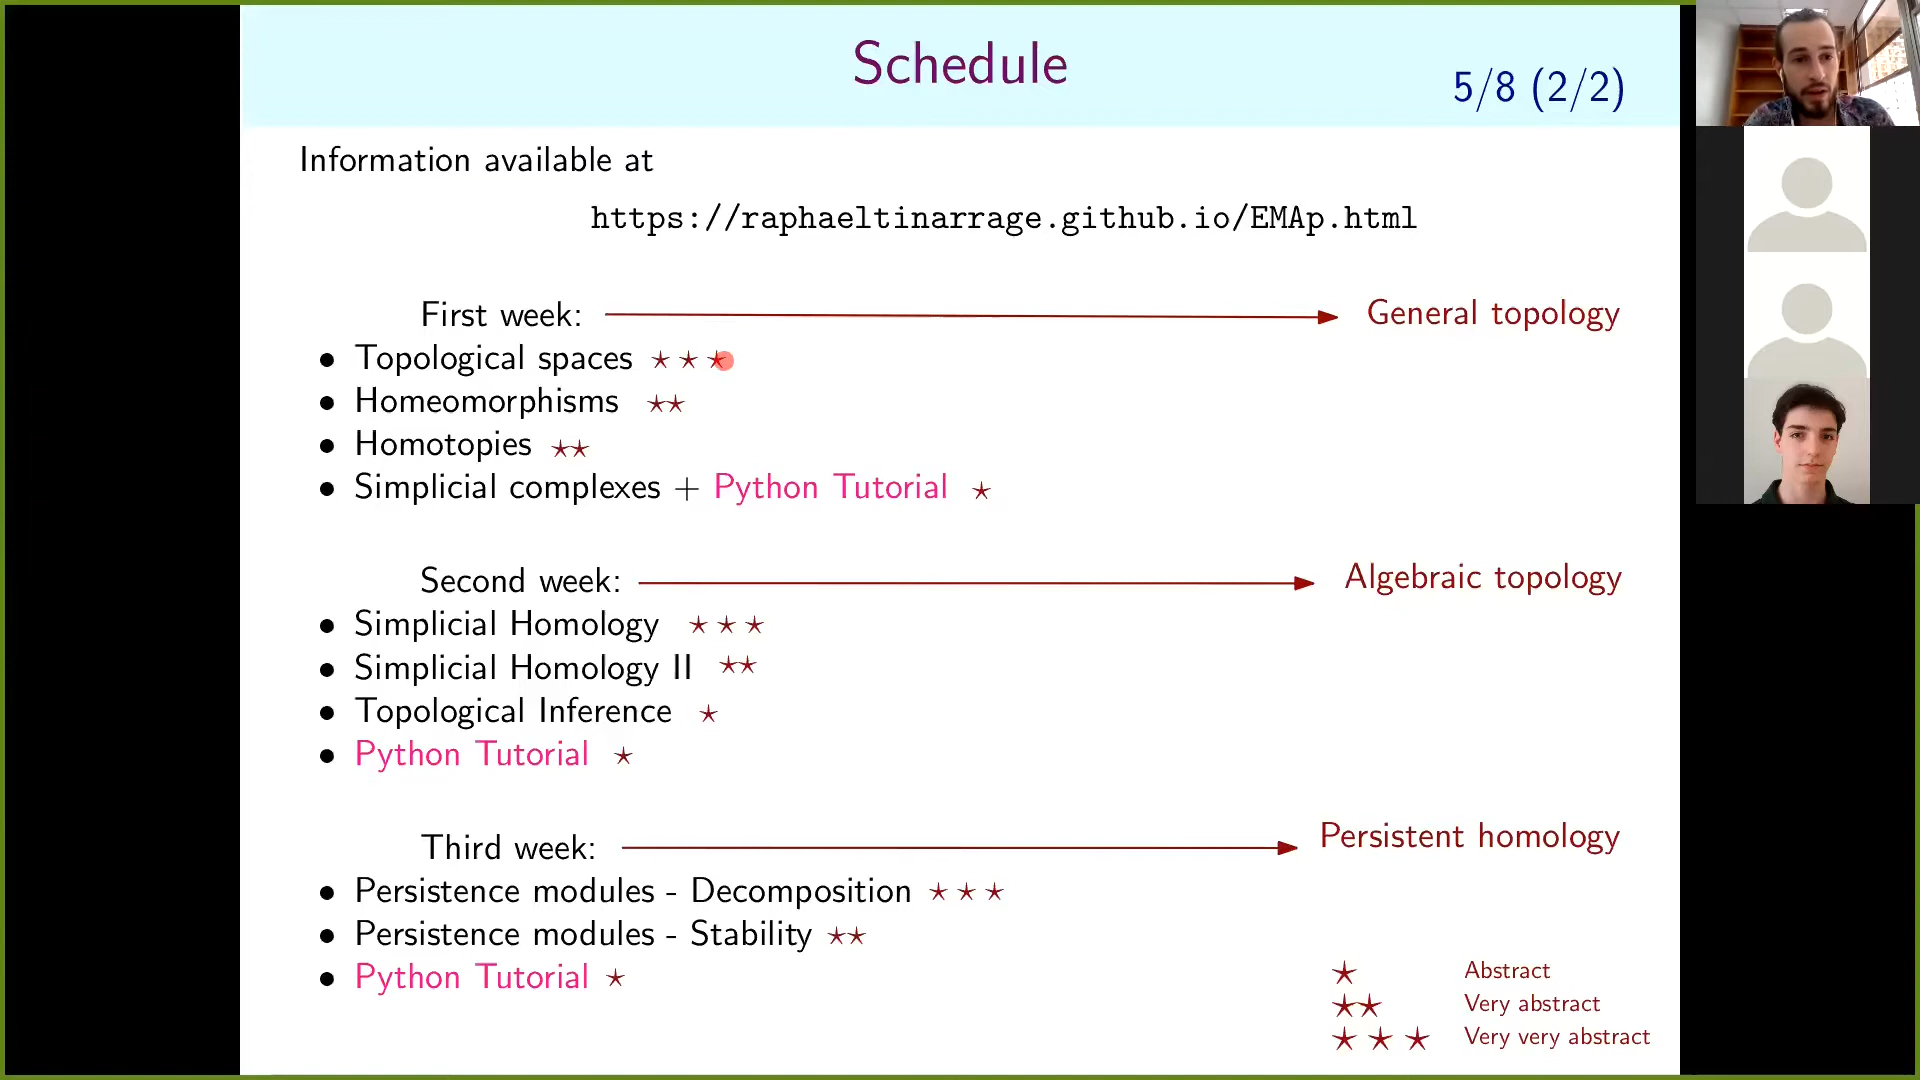 Schedule
5/8 (2/2)
Information available at
https://raphaeltinarrage.github.io/EMAp.html
First week: General topology
• Topological spaces ⋆ ⋆ ⋆
• Homeomorphisms ⋆⋆
• Homotopies ⋆⋆
• Simplicial complexes + Python Tutorial ⋆
Second week: Algebraic topology
• Simplicial Homology ⋆ ⋆ ⋆
• Simplicial Homology II ⋆⋆
• Topological Inference ⋆
• Python Tutorial ⋆
Third week: Persistent homology
• Persistence modules - Decomposition ⋆ ⋆ ⋆
• Persistence modules - Stability ⋆⋆
• Python Tutorial ⋆
⋆ Abstract
⋆⋆ Very abstract
⋆ ⋆ ⋆ Very very abstract